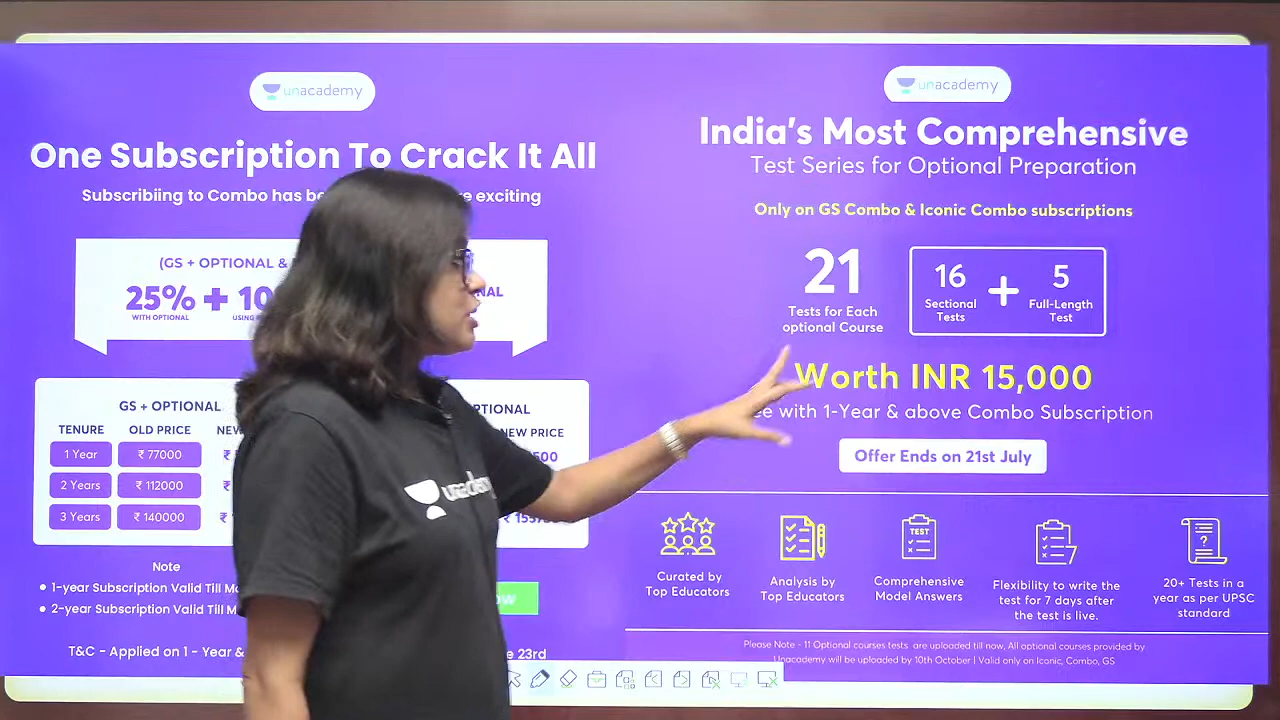 unacademy
One Subscription To Crack It All
Subscribiing to Combo has be e exciting
(GS + OPTIONAL &
25% + 10 NAL
WITH OPTIONAL USING
GS + OPTIONAL PTIONAL
TENURE OLD PRICE NEW NEW PRICE
1 Year ₹ 77000 ₹ 500
2 Years ₹ 112000 ₹
3 Years ₹ 140000 ₹
Note
• 1-year Subscription Valid Till M
• 2-year Subscription Valid Till M
ow
T&C - Applied on 1 - Year & e 23rd
unacademy
unacademy
India's Most Comprehensive
Test Series for Optional Preparation
Only on GS Combo & Iconic Combo subscriptions
21
Tests for Each
optional Course
16 + 5
Sectional Full-Length
Tests Test
Worth INR 15,000
ee with 1-Year & above Combo Subscription
Offer Ends on 21st July
Curated by
Top Educators
Analysis by
Top Educators
TEST
Comprehensive
Model Answers
7
Flexibility to write the
test for 7 days after
the test is live.
?
20+ Tests in a
year as per UPSC
standard
Please Note - 11 Optional courses tests are uploaded till now, All optional courses provided by
Unacademy will be uploaded by 10th October | Valid only on Iconic, Combo, GS